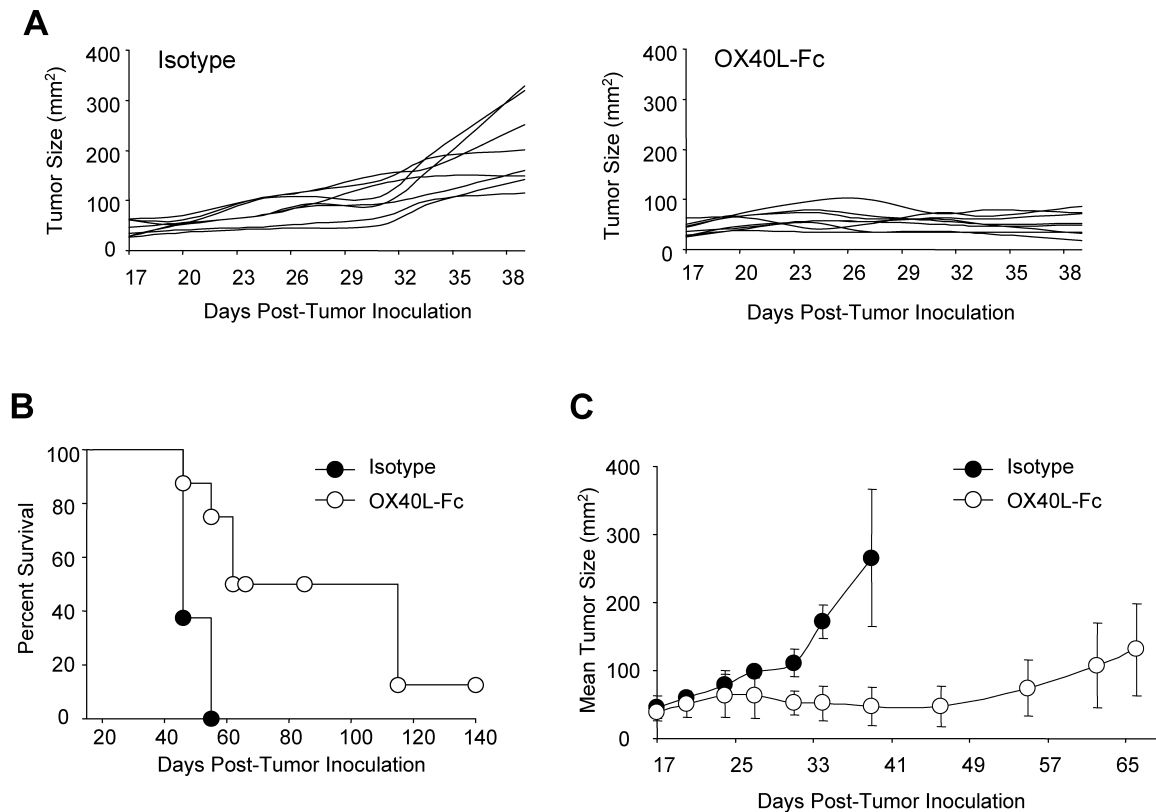 A
Isotype
Tumor Size (mm²)
400
300
200
100
0
17 20 23 26 29 32 35 38
Days Post-Tumor Inoculation
OX40L-Fc
Tumor Size (mm²)
400
300
200
100
0
17 20 23 26 29 32 35 38
Days Post-Tumor Inoculation
B
Percent Survival
100
80
60
40
20
0
20 40 60 80 100 120 140
Days Post-Tumor Inoculation
Isotype
OX40L-Fc
C
Mean Tumor Size (mm²)
400
300
200
100
0
17 25 33 41 49 57 65
Days Post-Tumor Inoculation
Isotype
OX40L-Fc